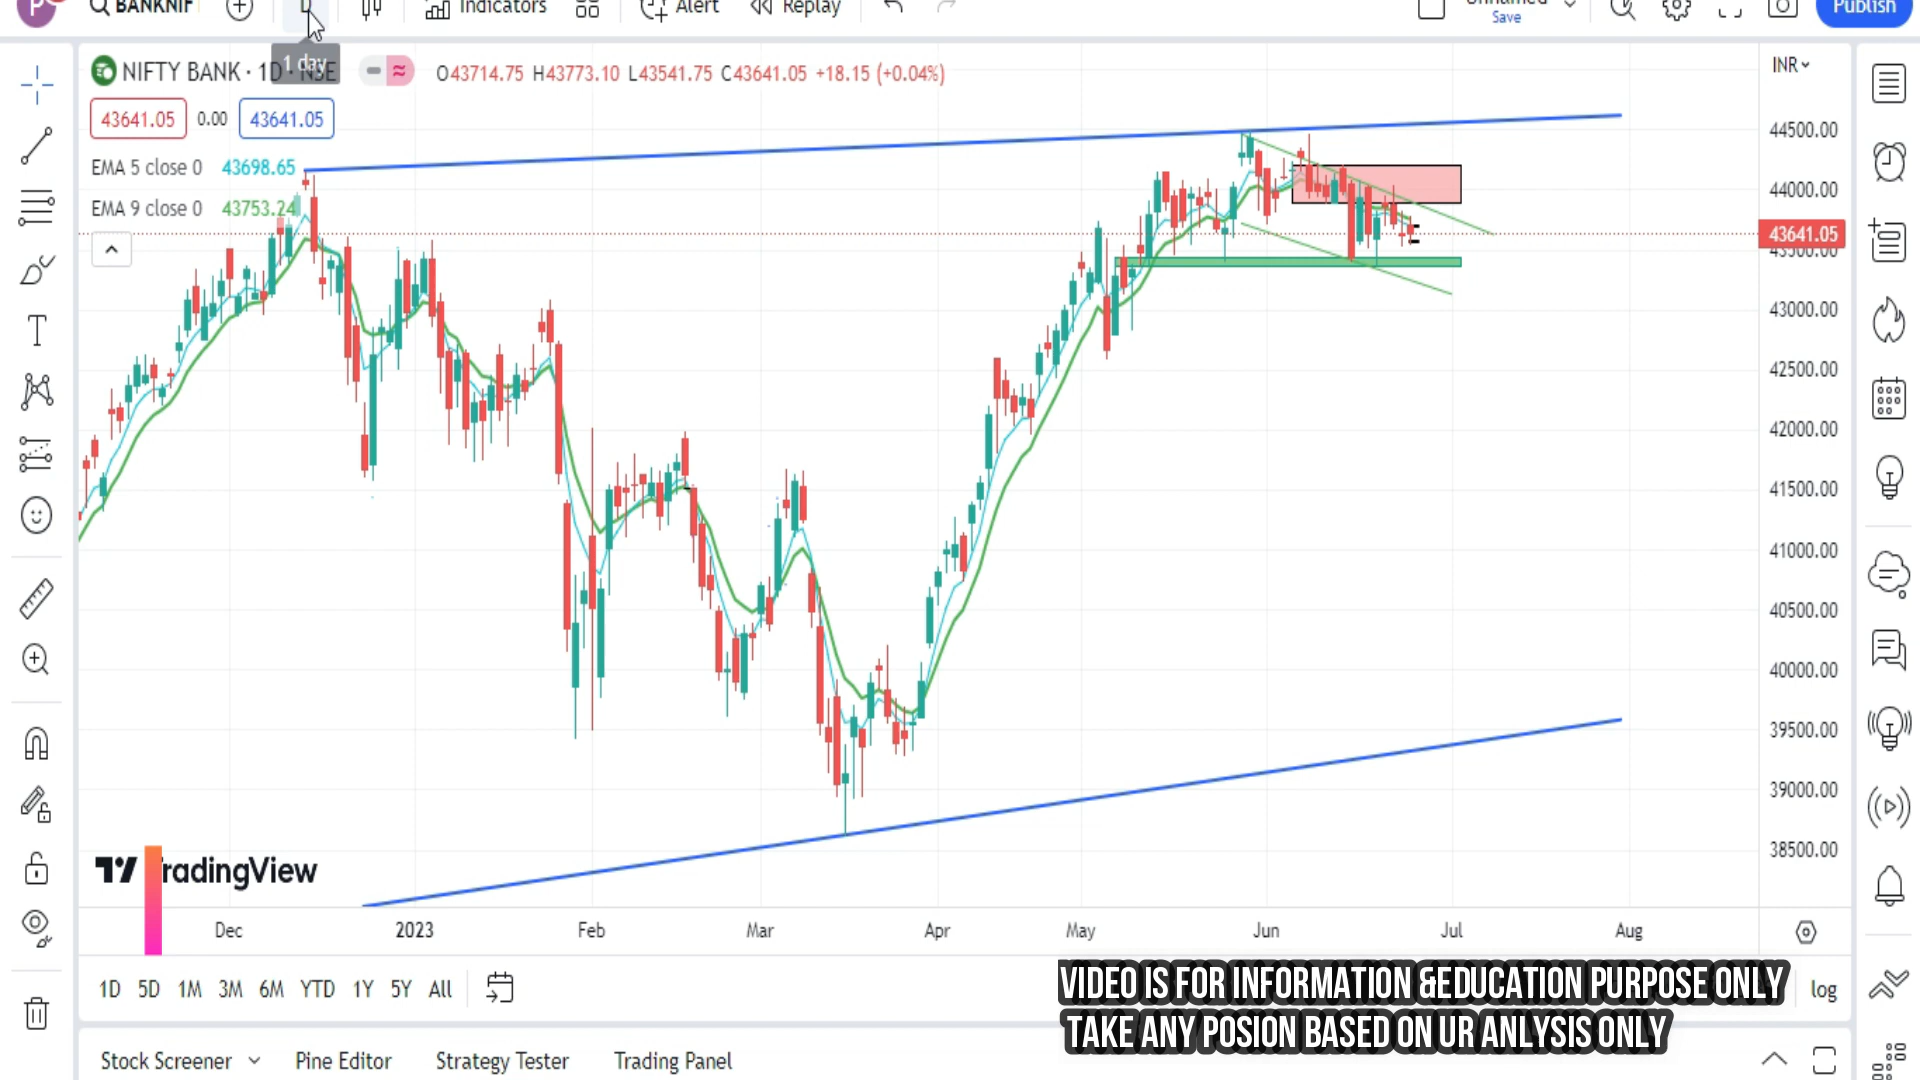 BANKNIF
D
Indicators
Alert
Replay
Unnamed
Save
Publish
1 day
NIFTY BANK · 1D · NSE
O43714.75 H43773.10 L43541.75 C43641.05 +18.15 (+0.04%)
INR
43641.05 0.00 43641.05
EMA 5 close 0 43698.65
EMA 9 close 0 43753.24
44500.00
44000.00
43641.05
43500.00
43000.00
42500.00
42000.00
41500.00
41000.00
40500.00
40000.00
39500.00
39000.00
38500.00
radingView
Dec 2023 Feb Mar Apr May Jun Jul Aug
1D 5D 1M 3M 6M YTD 1Y 5Y All
log
VIDEO IS FOR INFORMATION &EDUCATION PURPOSE ONLY
TAKE ANY POSION BASED ON UR ANLYSIS ONLY
Stock Screener Pine Editor Strategy Tester Trading Panel